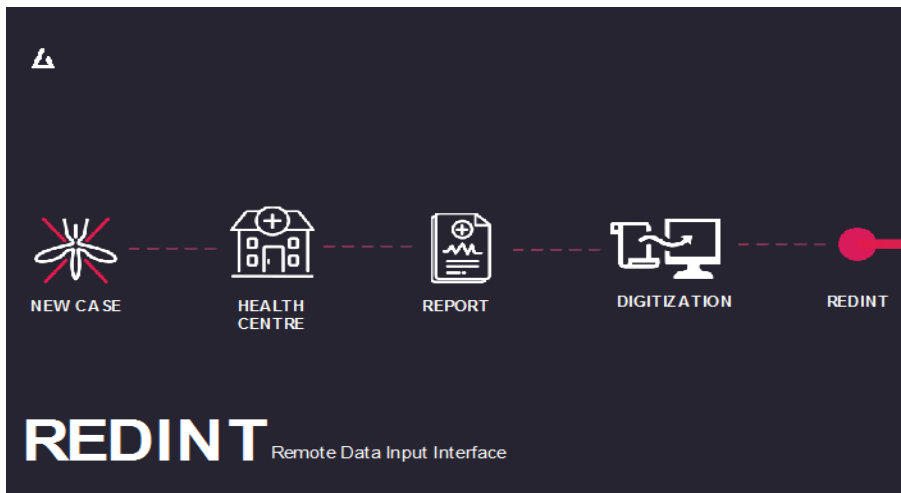 NEW CASE
HEALTH
CENTRE
REPORT
DIGITIZATION
REDINT
REDINT Remote Data Input Interface